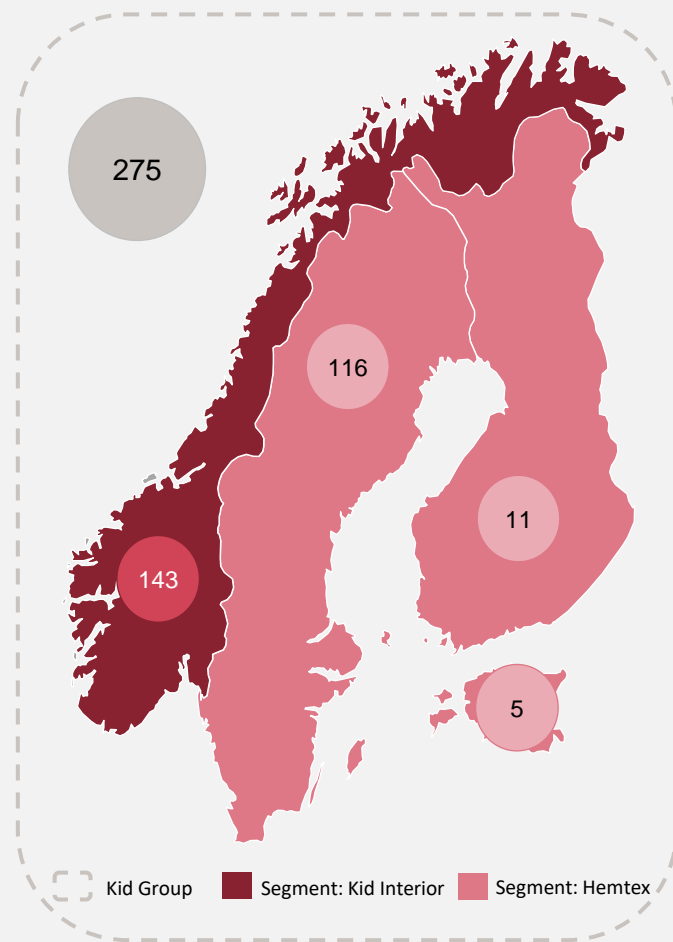 275
116
11
143
5
Kid Group
Segment: Kid Interior
Segment: Hemtex